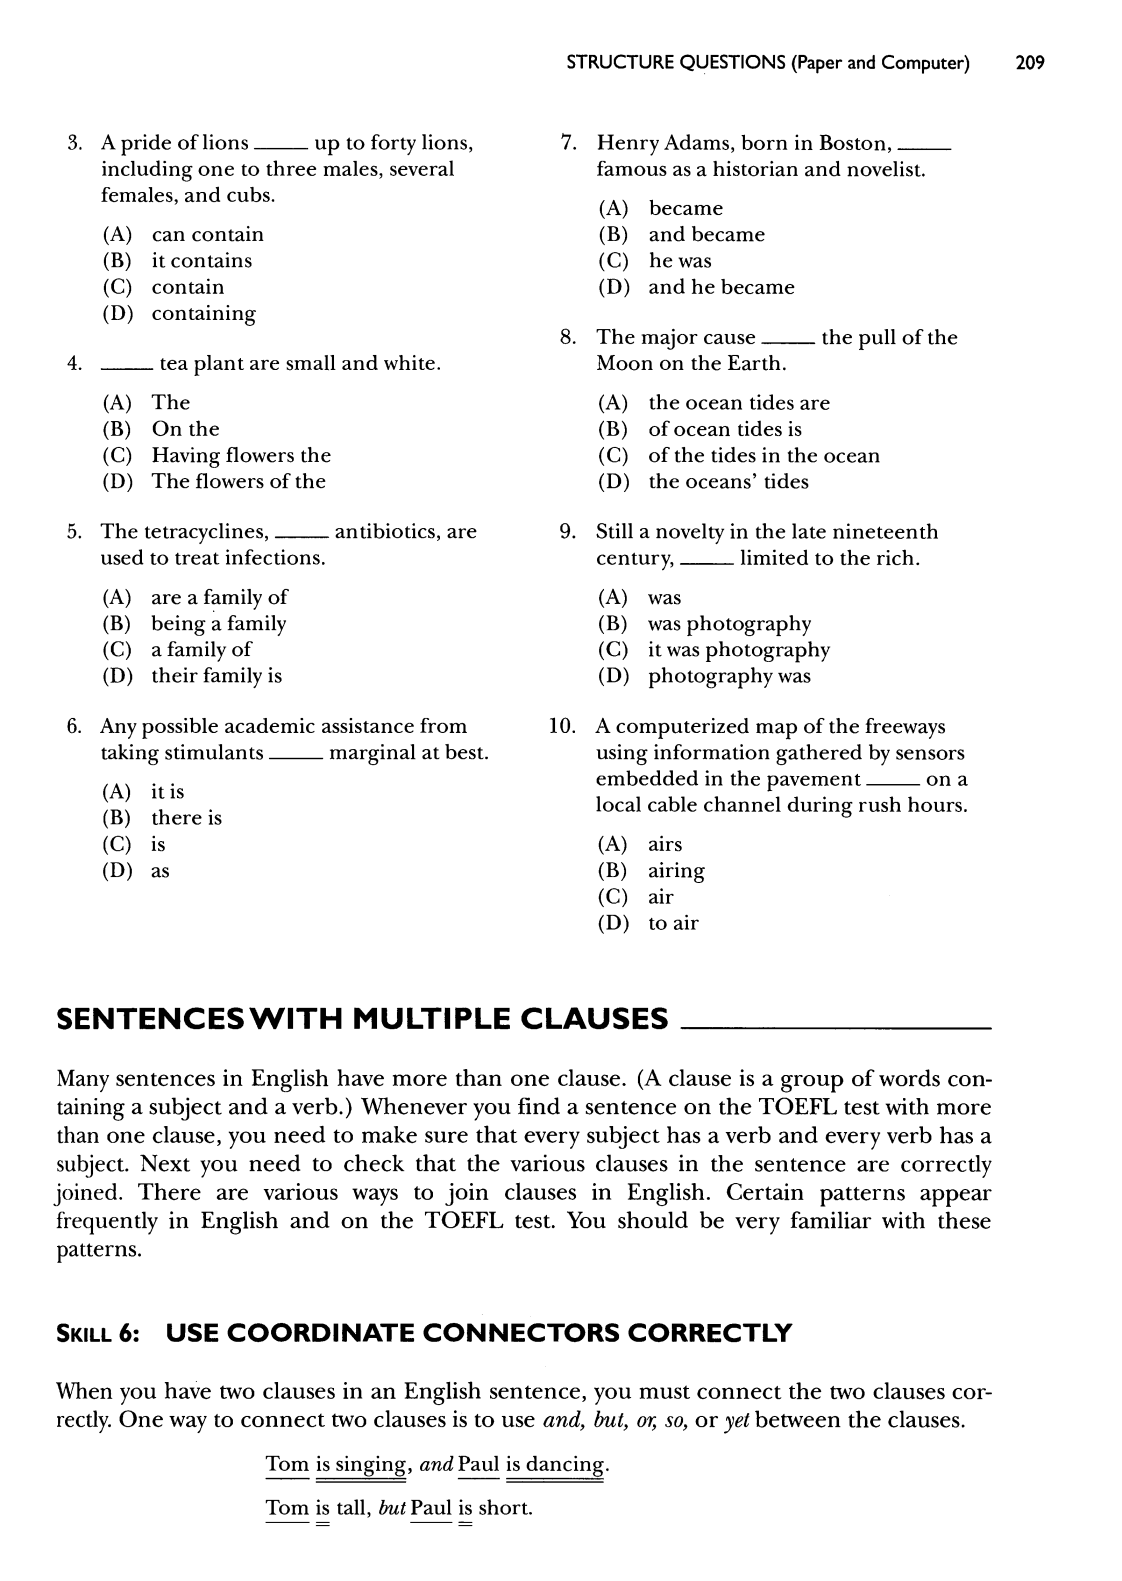 STRUCTURE QUESTIONS (Paper and Computer) 209
3. A pride of lions _____ up to forty lions,
including one to three males, several
females, and cubs.
(A) can contain
(B) it contains
(C) contain
(D) containing
4. _____ tea plant are small and white.
(A) The
(B) On the
(C) Having flowers the
(D) The flowers of the
5. The tetracyclines, _____ antibiotics, are
used to treat infections.
(A) are a family of
(B) being a family
(C) a family of
(D) their family is
6. Any possible academic assistance from
taking stimulants _____ marginal at best.
(A) it is
(B) there is
(C) is
(D) as
7. Henry Adams, born in Boston, _____
famous as a historian and novelist.
(A) became
(B) and became
(C) he was
(D) and he became
8. The major cause _____ the pull of the
Moon on the Earth.
(A) the ocean tides are
(B) of ocean tides is
(C) of the tides in the ocean
(D) the oceans' tides
9. Still a novelty in the late nineteenth
century, _____ limited to the rich.
(A) was
(B) was photography
(C) it was photography
(D) photography was
10. A computerized map of the freeways
using information gathered by sensors
embedded in the pavement _____ on a
local cable channel during rush hours.
(A) airs
(B) airing
(C) air
(D) to air
SENTENCES WITH MULTIPLE CLAUSES
Many sentences in English have more than one clause. (A clause is a group of words con-
taining a subject and a verb.) Whenever you find a sentence on the TOEFL test with more
than one clause, you need to make sure that every subject has a verb and every verb has a
subject. Next you need to check that the various clauses in the sentence are correctly
joined. There are various ways to join clauses in English. Certain patterns appear
frequently in English and on the TOEFL test. You should be very familiar with these
patterns.
SKILL 6: USE COORDINATE CONNECTORS CORRECTLY
When you have two clauses in an English sentence, you must connect the two clauses cor-
rectly. One way to connect two clauses is to use and, but, or, so, or yet between the clauses.
Tom is singing, and Paul is dancing.
Tom is tall, but Paul is short.